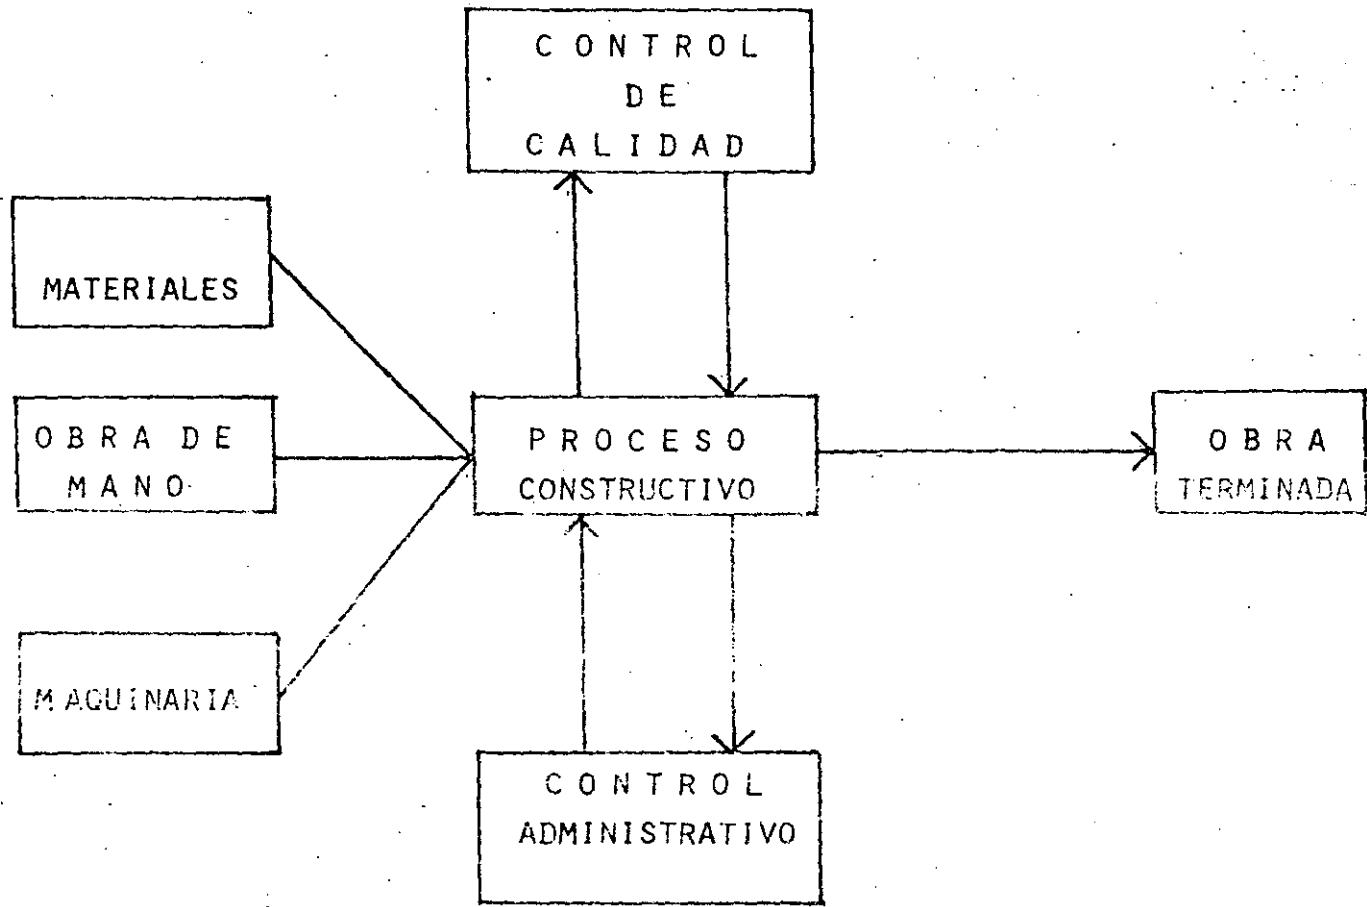 CONTROL
DE
CALIDAD
MATERIALES
OBRA DE
MANO
PROCESO
CONSTRUCTIVO
OBRA
TERMINADA
MAQUINARIA
CONTROL
ADMINISTRATIVO